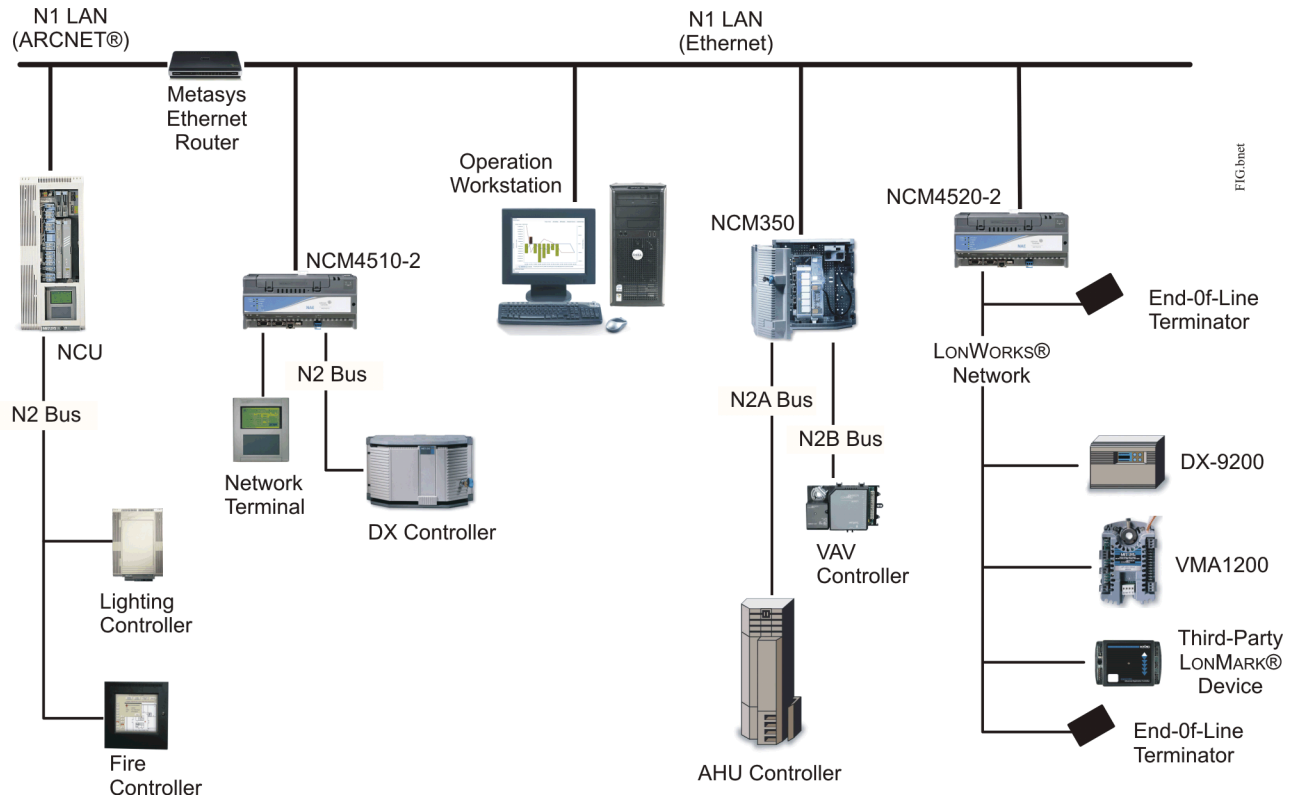 N1 LAN
(ARCNET®)
N1 LAN
(Ethernet)
Metasys
Ethernet
Router
FIG.bnet
Operation
Workstation
NCM4520-2
NCM350
NCM4510-2
End-0f-Line
Terminator
NCU
LONWORKS®
Network
N2 Bus
N2A Bus
N2 Bus
N2B Bus
DX-9200
Network
Terminal
DX Controller
VAV
Controller
VMA1200
Lighting
Controller
Third-Party
LONMARK®
Device
End-0f-Line
Terminator
Fire
Controller
AHU Controller